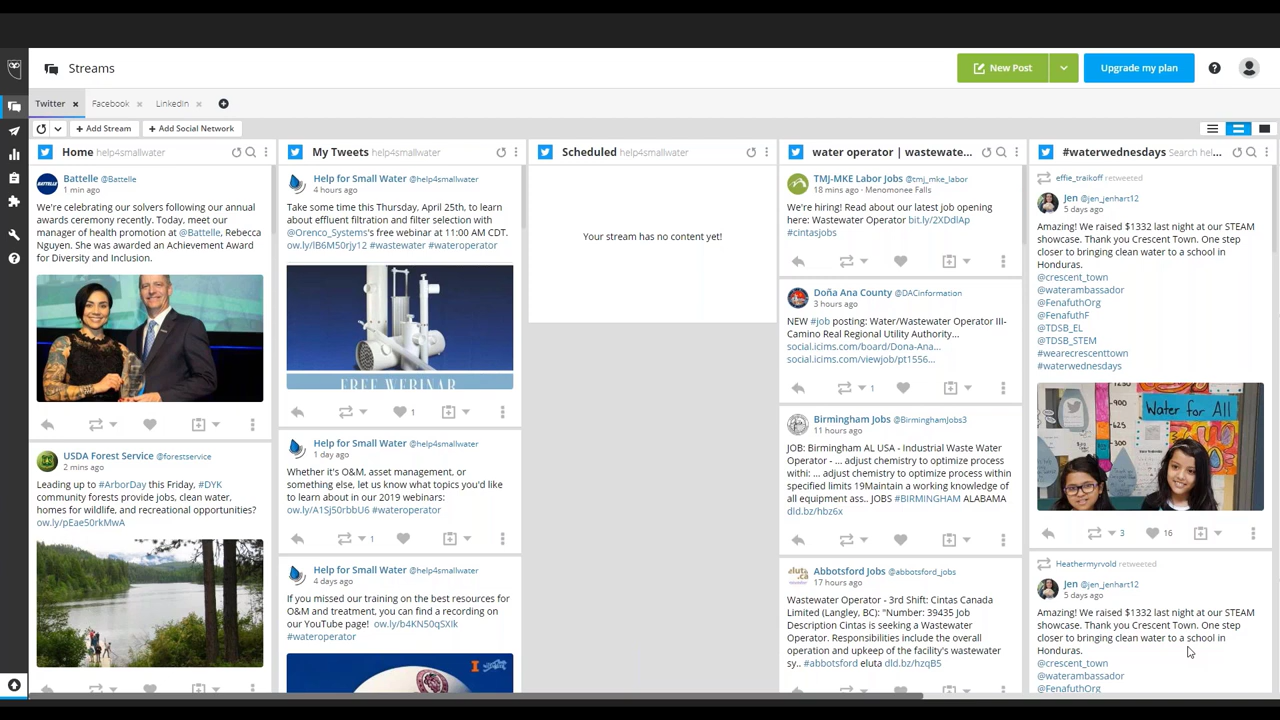 Streams
New Post
Upgrade my plan
Twitter
Facebook
LinkedIn
Add Stream
Add Social Network
Home help4smallwater
Battelle @Battelle
1 min ago
We're celebrating our solvers following our annual
awards ceremony recently. Today, meet our
manager of health promotion at @Battelle, Rebecca
Nguyen. She was awarded an Achievement Award
for Diversity and Inclusion.
USDA Forest Service @forestservice
2 mins ago
Leading up to #ArborDay this Friday, #DYK
community forests provide jobs, clean water,
homes for wildlife, and recreational opportunities?
ow.ly/pEae50rkMwA
My Tweets help4smallwater
Help for Small Water @help4smallwater
4 hours ago
Take some time this Thursday, April 25th, to learn
about effluent filtration and filter selection with
@Orenco_Systems's free webinar at 11:00 AM CDT.
ow.ly/lB6M50rjy12 #wastewater #wateroperator
FREE WEBINAR
1
Help for Small Water @help4smallwater
1 day ago
Whether it's O&M, asset management, or
something else, let us know what topics you'd like
to learn about in our 2019 webinars:
ow.ly/A1Sj50rbbU6 #wateroperator
1
Help for Small Water @help4smallwater
4 days ago
If you missed our training on the best resources for
O&M and treatment, you can find a recording on
our YouTube page! ow.ly/b4KN50qSXIk
#wateroperator
I
Scheduled help4smallwater
Your stream has no content yet!
water operator | wastewate...
TMJ-MKE Labor Jobs @tmj_mke_labor
18 mins ago · Menomonee Falls
We're hiring! Read about our latest job opening
here: Wastewater Operator bit.ly/2XDdlAp
#cintasjobs
Doña Ana County @DACinformation
3 hours ago
NEW #job posting: Water/Wastewater Operator III-
Camino Real Regional Utility Authority...
social.icims.com/board/Dona-Ana...
social.icims.com/viewjob/pt1556...
1
Birmingham Jobs @BirminghamJobs3
11 hours ago
JOB: Birmingham AL USA - Industrial Waste Water
Operator - ... adjust chemistry to optimize process
withi: ... adjust chemistry to optimize process within
specified limits 19Maintain a working knowledge of
all equipment ass.. JOBS #BIRMINGHAM ALABAMA
dld.bz/hbz6x
Abbotsford Jobs @abbotsford_jobs
17 hours ago
Wastewater Operator - 3rd Shift: Cintas Canada
Limited (Langley, BC): "Number: 39435 Job
Description Cintas is seeking a Wastewater
Operator. Responsibilities include the overall
operation and upkeep of the facility's wastewater
sy.. #abbotsford eluta dld.bz/hzqB5
#waterwednesdays Search hel...
effie_traikoff retweeted
Jen @jen_jenhart12
5 days ago
Amazing! We raised $1332 last night at our STEAM
showcase. Thank you Crescent Town. One step
closer to bringing clean water to a school in
Honduras.
@crescent_town
@waterambassador
@FenafuthOrg
@FenafuthF
@TDSB_EL
@TDSB_STEM
#wearecrescenttown
#waterwednesdays
Water for All
3
16
Heathermyrvold retweeted
Jen @jen_jenhart12
5 days ago
Amazing! We raised $1332 last night at our STEAM
showcase. Thank you Crescent Town. One step
closer to bringing clean water to a school in
Honduras.
@crescent_town
@waterambassador
@FenafuthOrg